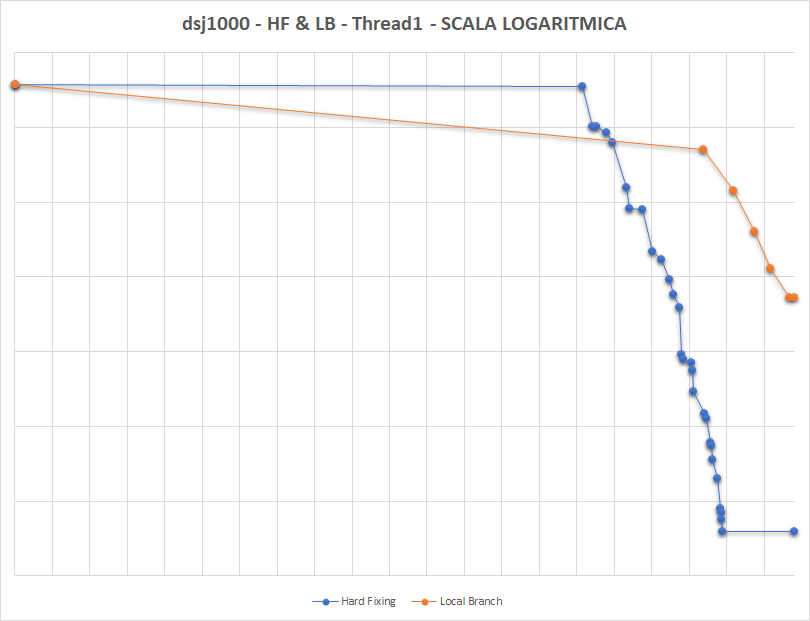 dsj1000 - HF & LB - Thread1 - SCALA LOGARITMICA
Hard Fixing
Local Branch